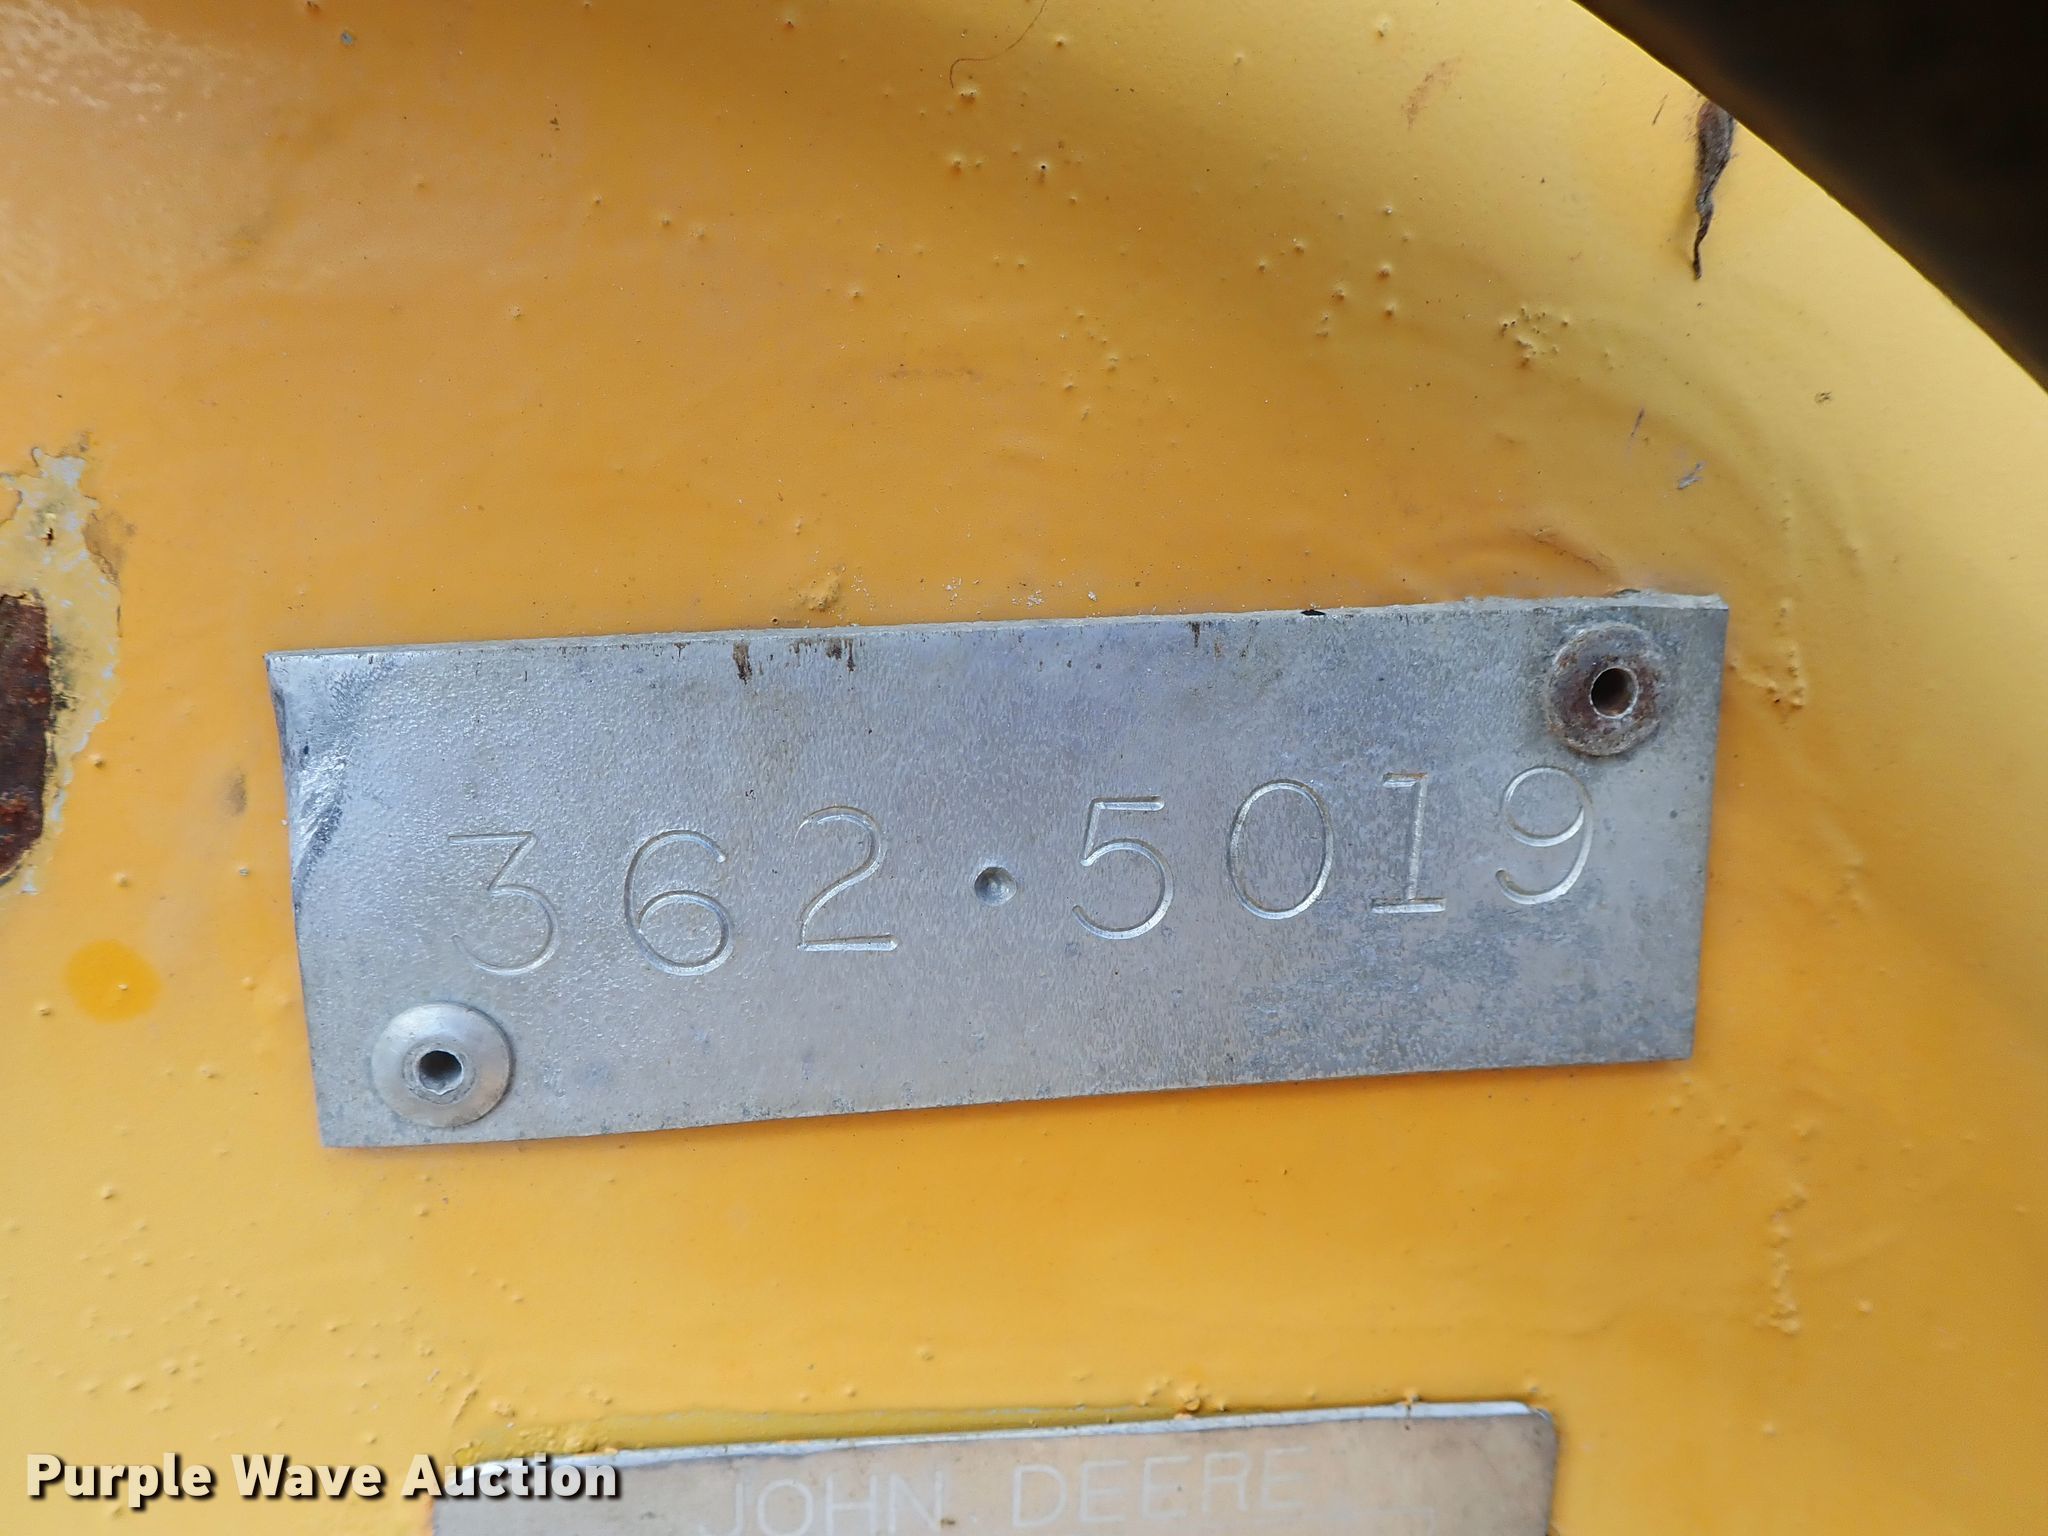 362•5019
JOHN DEERE
Purple Wave Auction